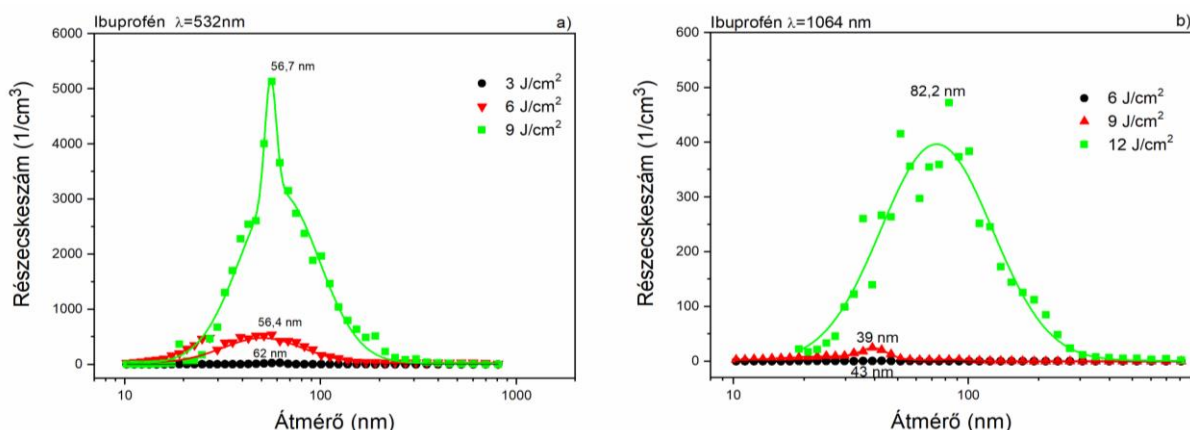 Ibuprofén λ=532nm
a)
6000
5000
4000
3000
2000
1000
0
Részecskeszám (1/cm³)
56,7 nm
56,4 nm
62 nm
3 J/cm²
6 J/cm²
9 J/cm²
10
100
1000
Átmérő (nm)
Ibuprofén λ=1064 nm
b)
600
500
400
300
200
100
0
Részecskeszám (1/cm³)
82,2 nm
39 nm
43 nm
6 J/cm²
9 J/cm²
12 J/cm²
10
100
Átmérő (nm)